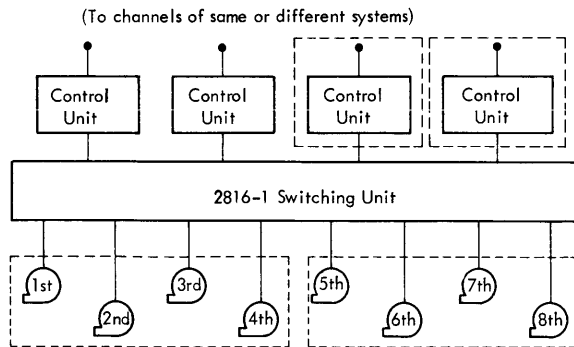 (To channels of same or different systems)
Control Unit
Control Unit
Control Unit
Control Unit
2816-1 Switching Unit
1st
2nd
3rd
4th
5th
6th
7th
8th